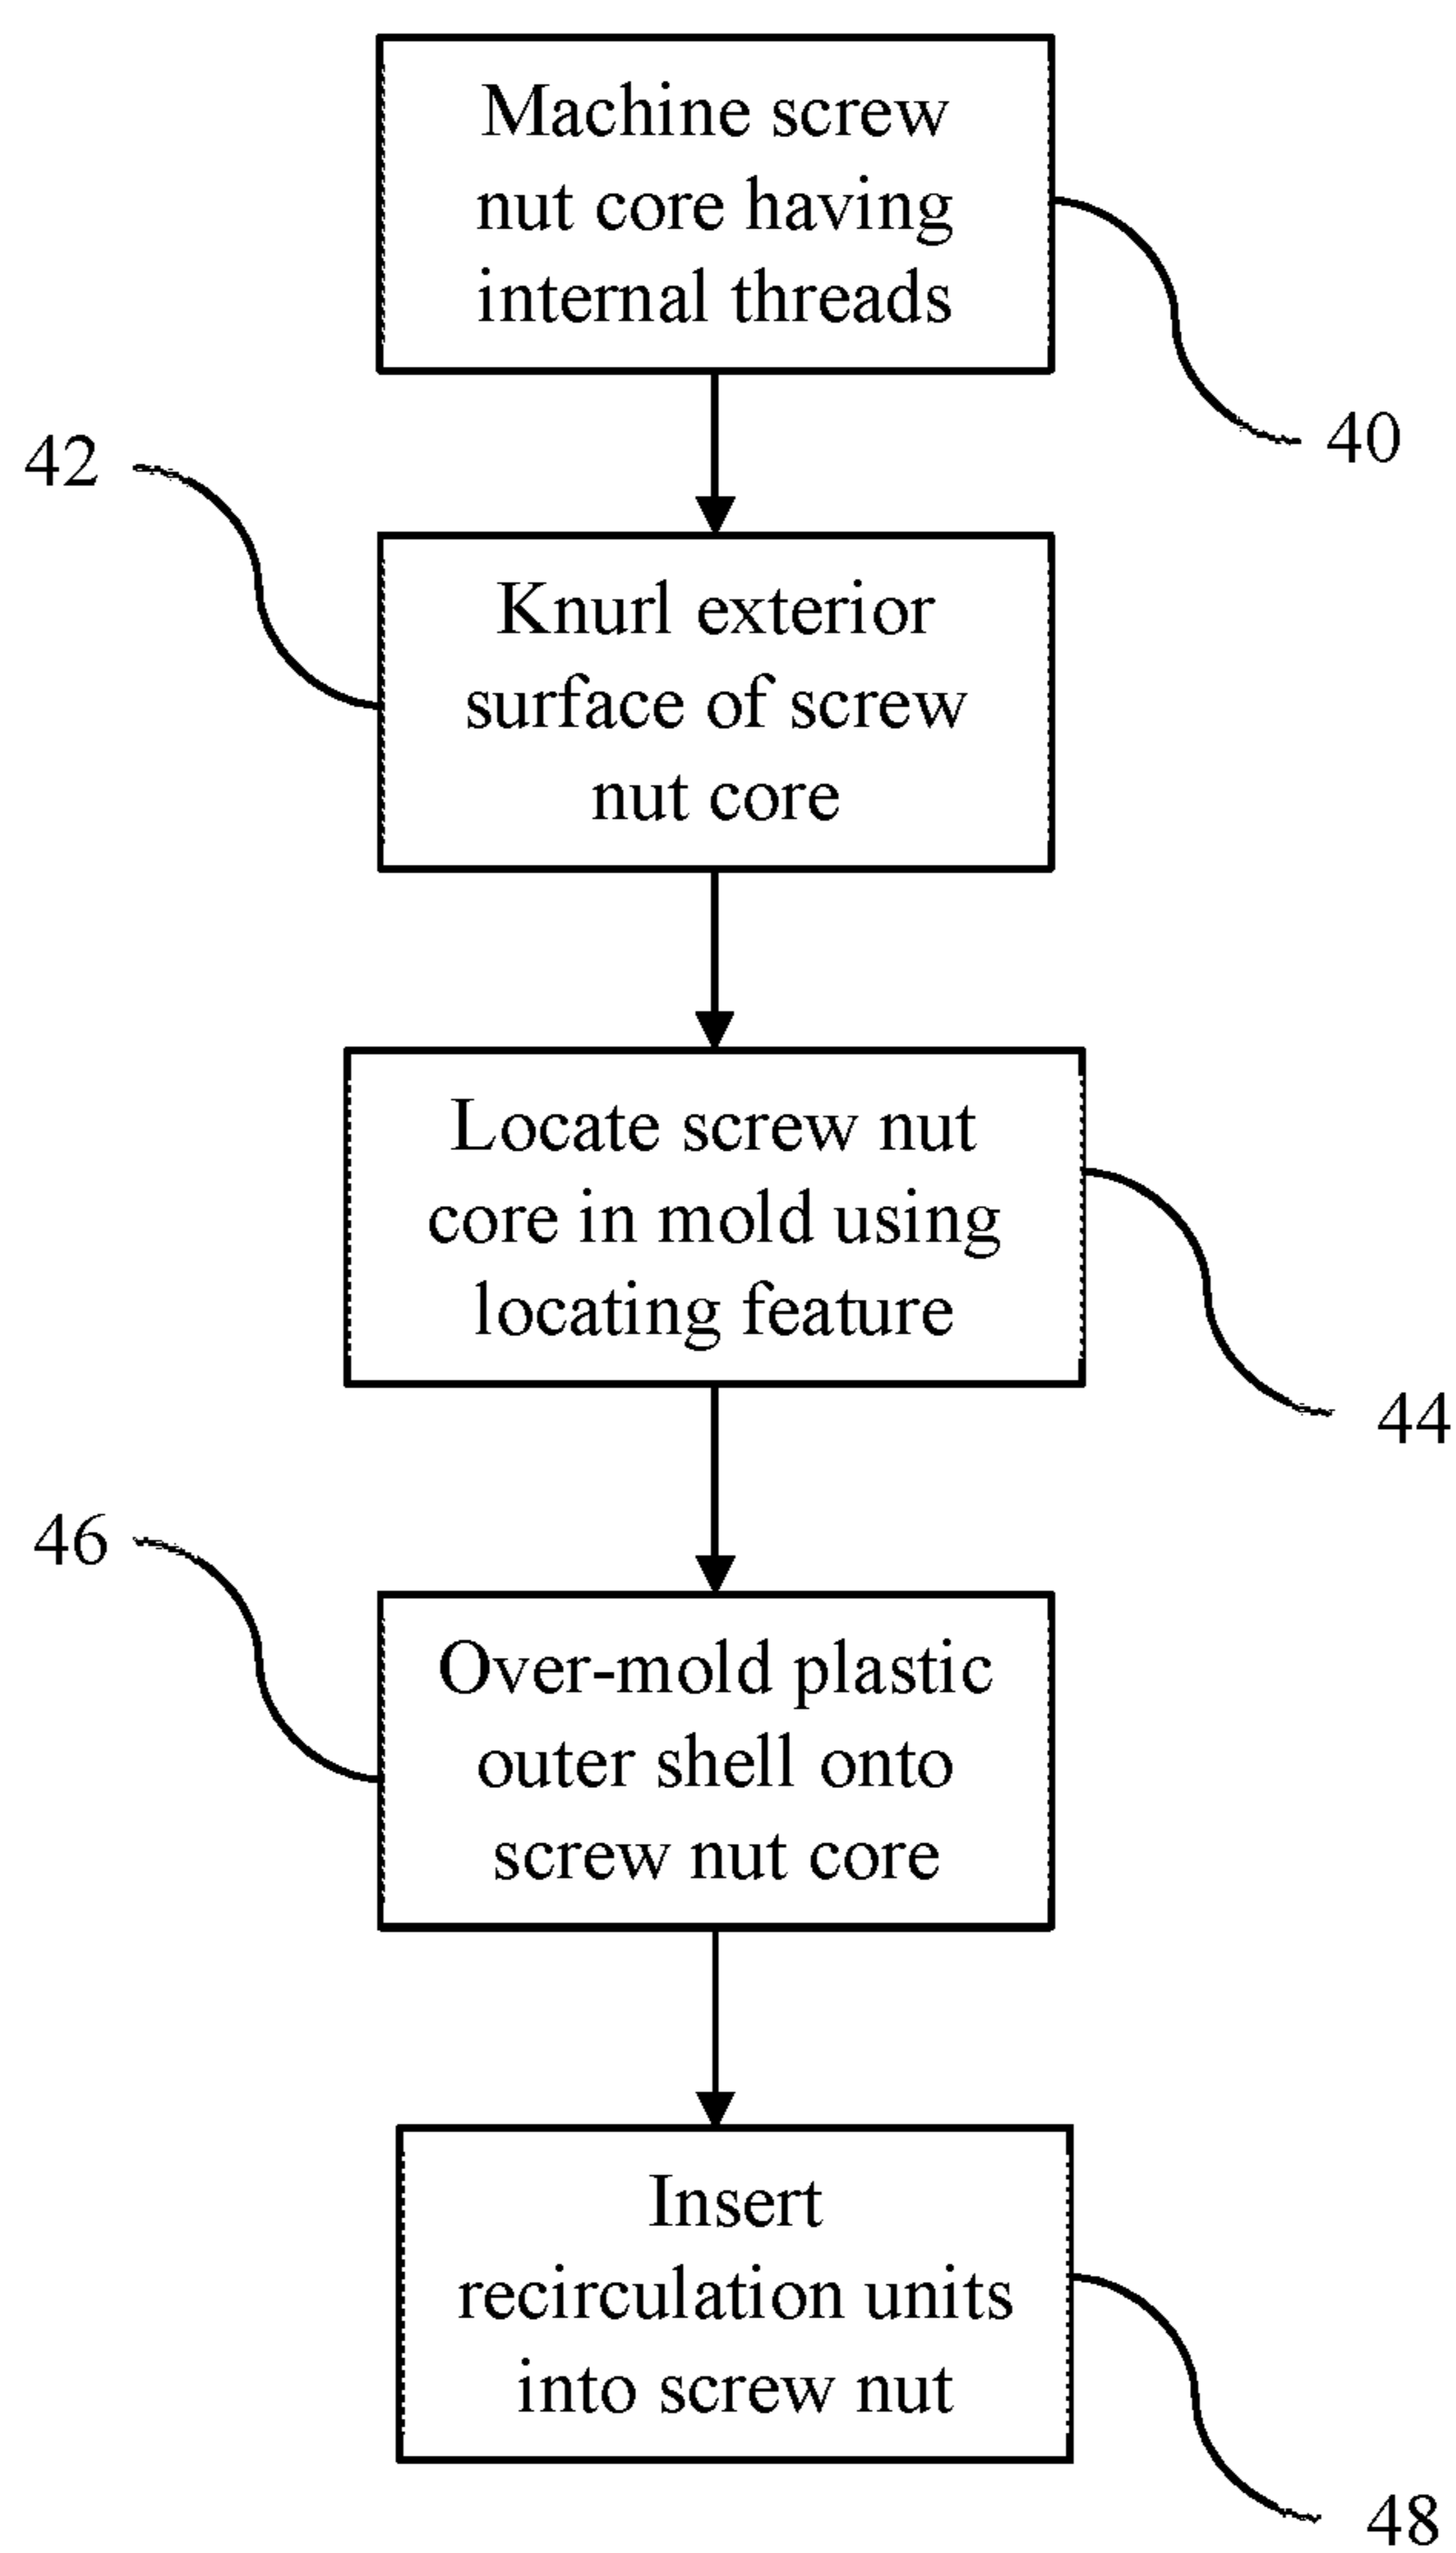 Machine screw
nut core having
internal threads
40
42
Knurl exterior
surface of screw
nut core
Locate screw nut
core in mold using
locating feature
44
46
Over-mold plastic
outer shell onto
screw nut core
Insert
recirculation units
into screw nut
48